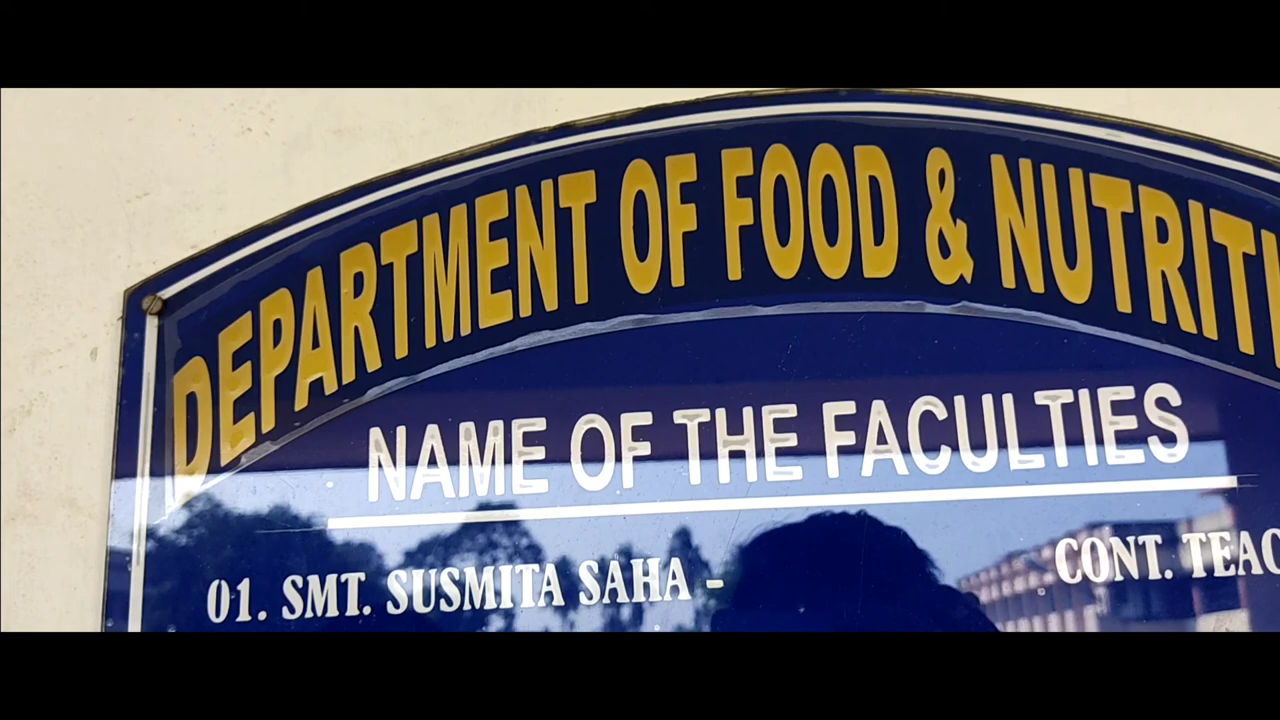 DEPARTMENT OF FOOD & NUTRITI
NAME OF THE FACULTIES
01. SMT. SUSMITA SAHA - CONT. TEAC